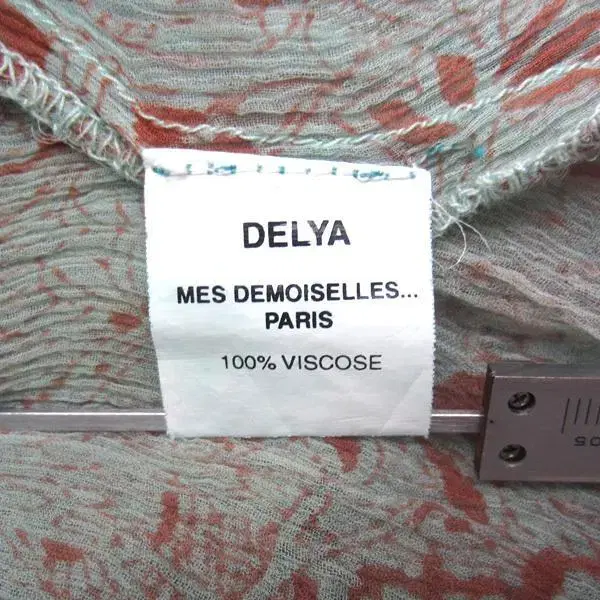 DELYA
MES DEMOISELLES...
PARIS
100% VISCOSE